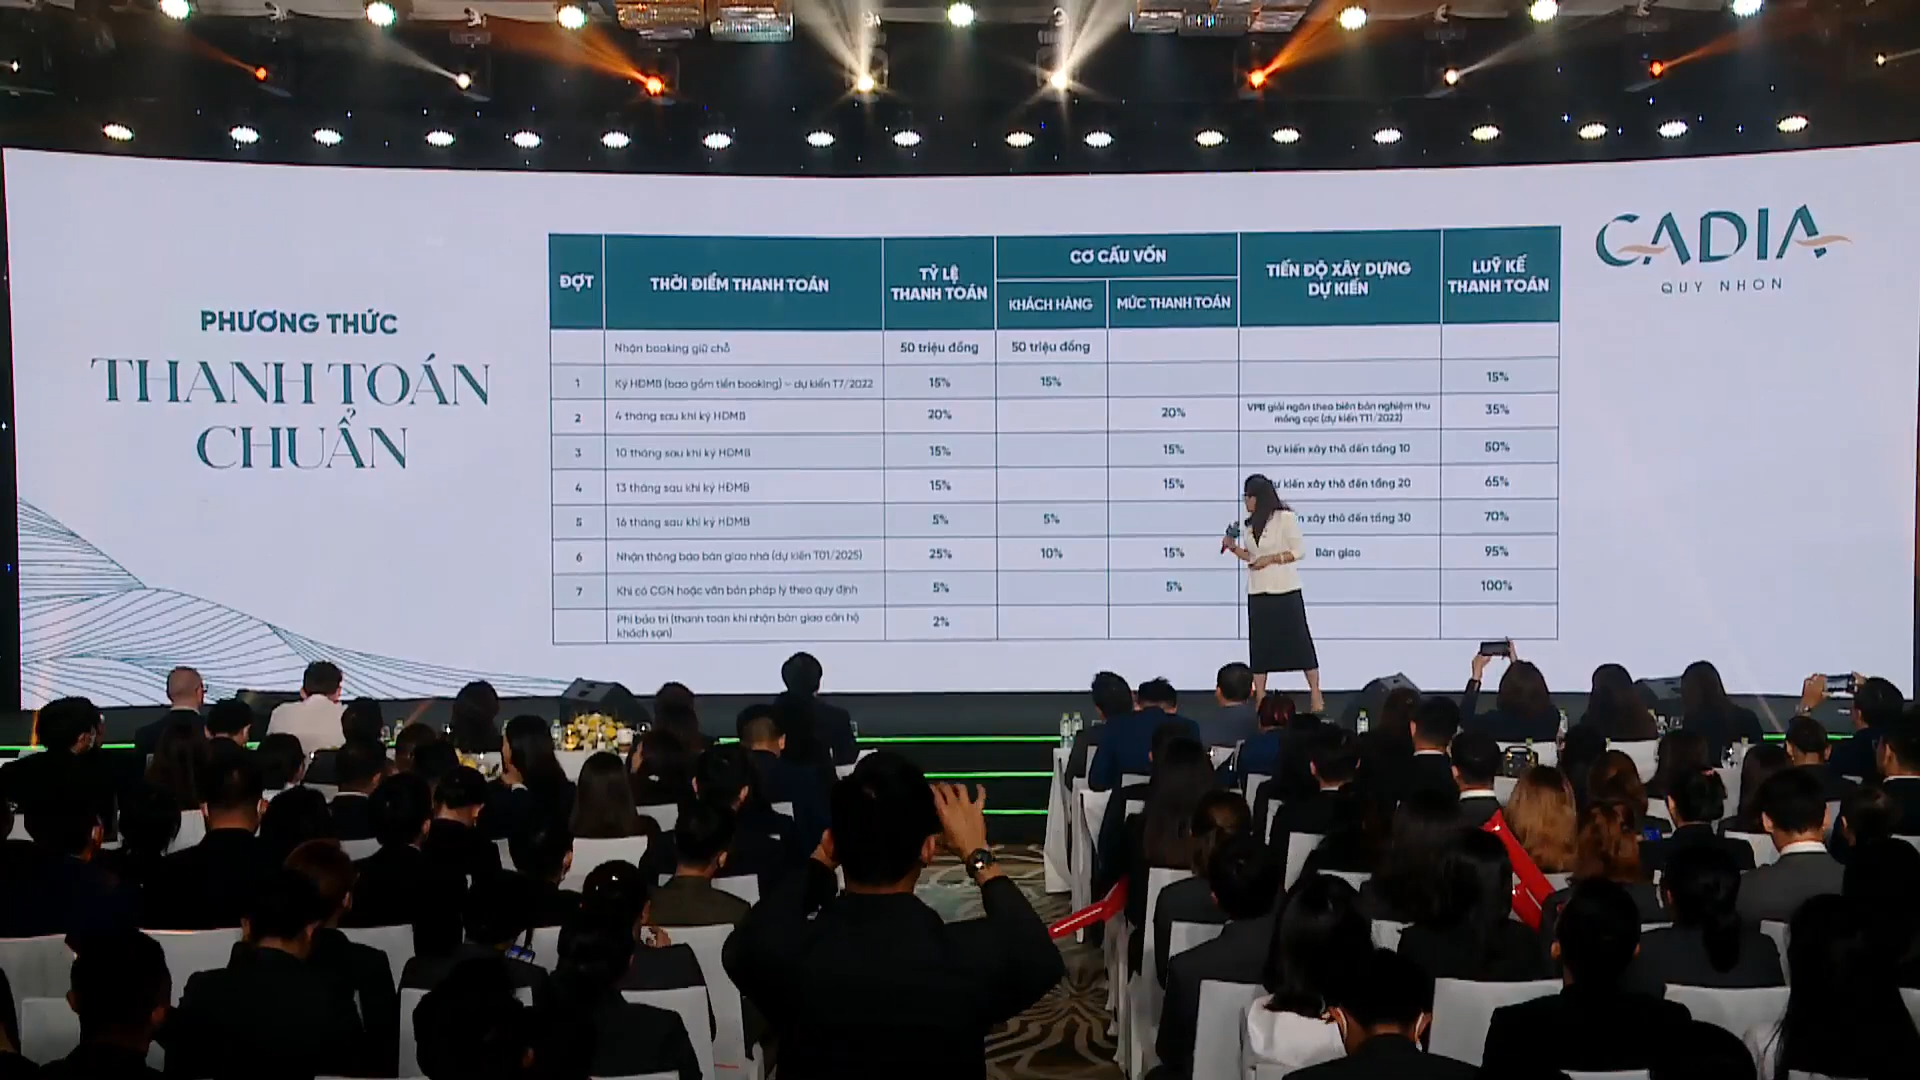 PHƯƠNG THỨC
THANH TOÁN
CHUẨN
CADIA
QUY NHON
ĐỢT
THỜI ĐIỂM THANH TOÁN
TỶ LỆ
THANH TOÁN
CƠ CẤU VỐN
KHÁCH HÀNG
MỨC THANH TOÁN
TIẾN ĐỘ XÂY DỰNG
DỰ KIẾN
LUỸ KẾ
THANH TOÁN
Nhận booking giữ chỗ
50 triệu đồng
50 triệu đồng
1
Ký HĐMB (bao gồm tiền booking) – dự kiến T7/2022
15%
15%
15%
2
4 tháng sau khi ký HĐMB
20%
20%
VPB giải ngân theo biên bản nghiệm thu
móng cọc (dự kiến T11/2022)
35%
3
10 tháng sau khi ký HĐMB
15%
15%
Dự kiến xây thô đến tầng 10
50%
4
13 tháng sau khi ký HĐMB
15%
15%
kiến xây thô đến tầng 20
65%
5
16 tháng sau khi ký HĐMB
5%
5%
xây thô đến tầng 30
70%
6
Nhận thông báo bàn giao nhà (dự kiến T01/2025)
25%
10%
15%
Bàn giao
95%
7
Khi có CGN hoặc văn bản pháp lý theo quy định
5%
5%
100%
Phí bảo trì (thanh toán khi nhận bàn giao căn hộ
khách sạn)
2%